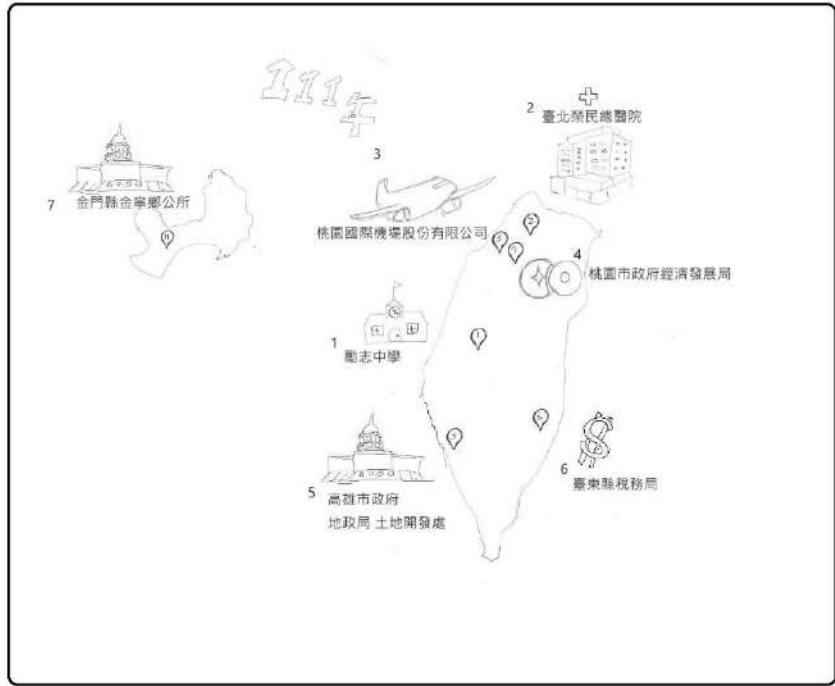 111年
2
臺北榮民總醫院
3
7 金門縣金寧鄉公所
桃園國際機場股份有限公司
4
桃園市政府經濟發展局
1
勵志中學
1
5 高雄市政府
地政局 土地開發處
6
臺東縣稅務局